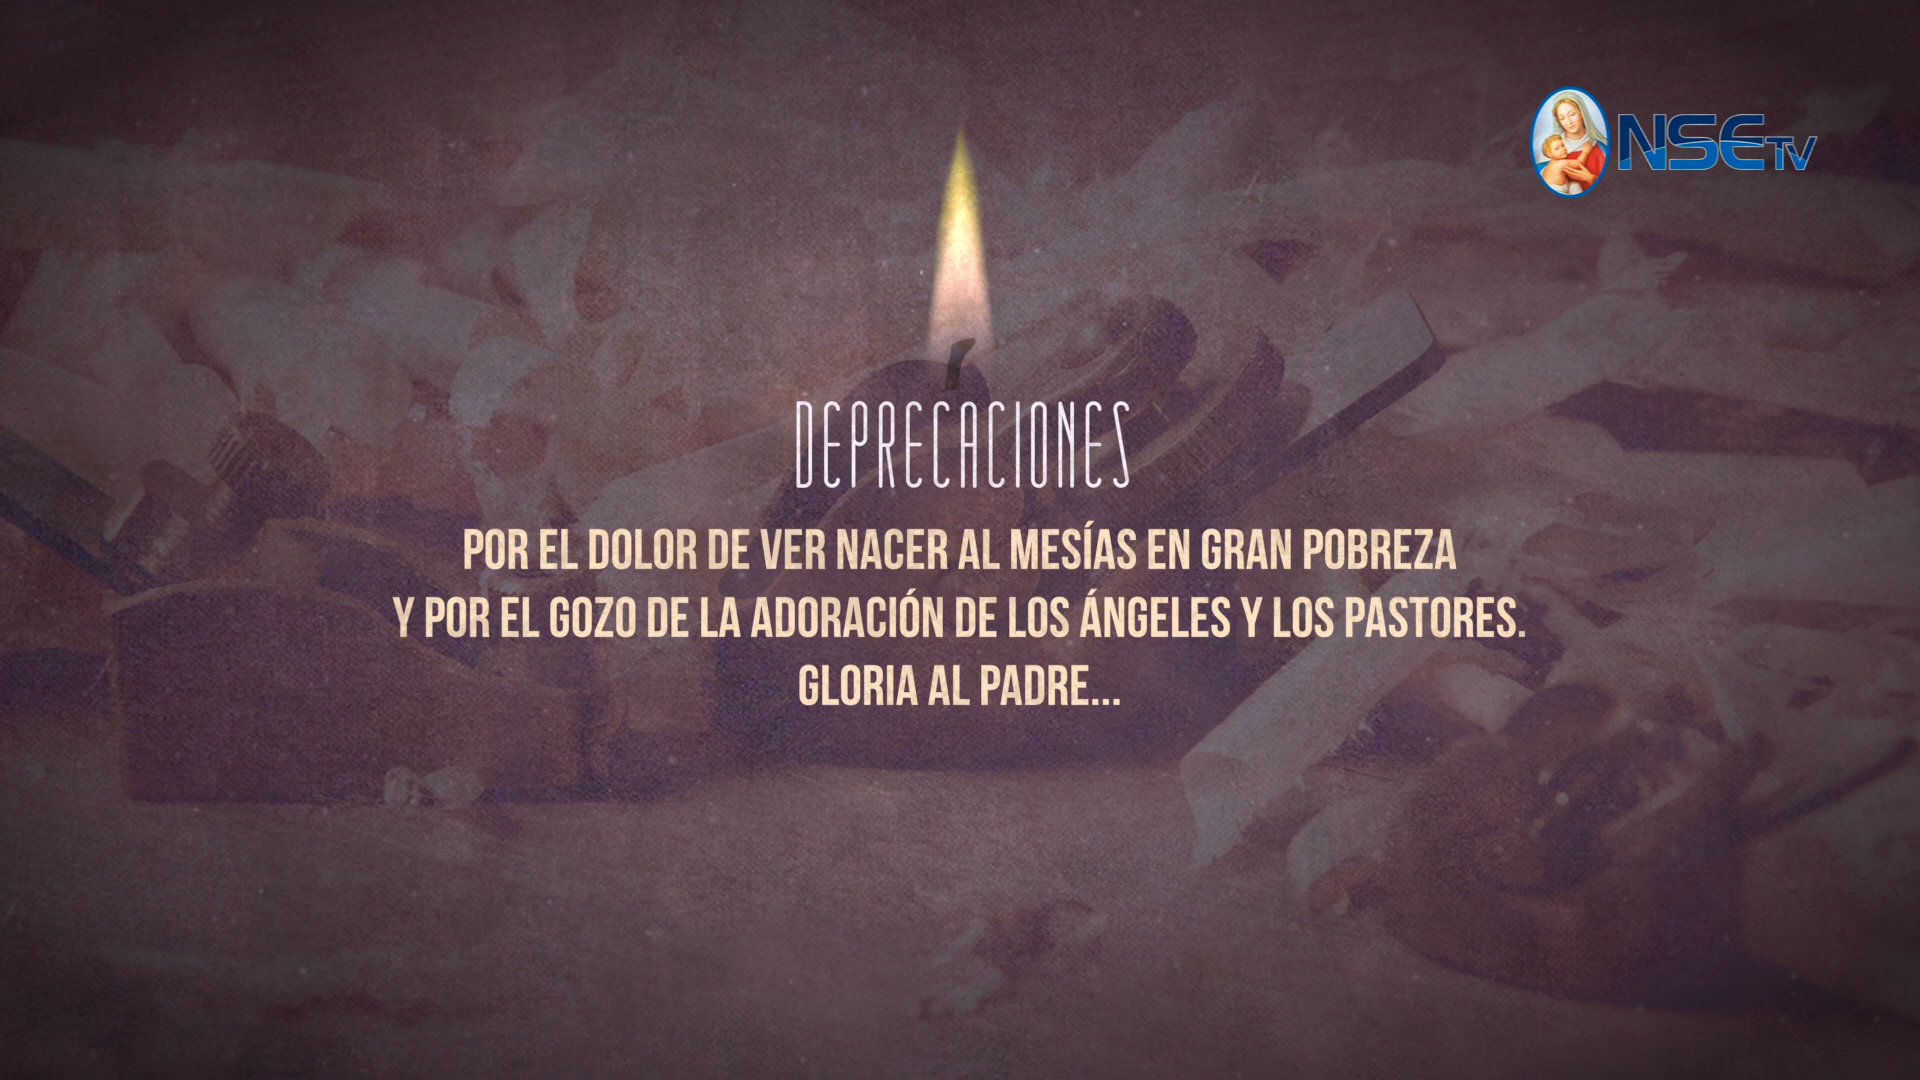 NSETV
DEPRECACIONES
POR EL DOLOR DE VER NACER AL MESÍAS EN GRAN POBREZA
Y POR EL GOZO DE LA ADORACIÓN DE LOS ÁNGELES Y LOS PASTORES.
GLORIA AL PADRE...